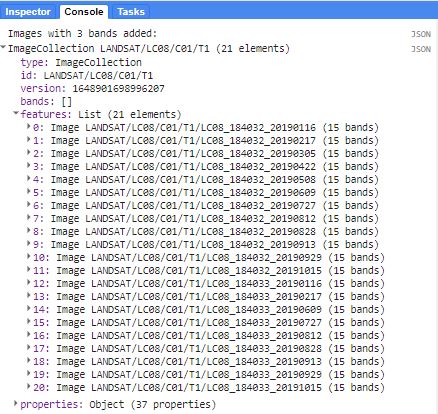 Inspector Console Tasks
Images with 3 bands added: JSON
ImageCollection LANDSAT/LC08/C01/T1 (21 elements) JSON
type: ImageCollection
id: LANDSAT/LC08/C01/T1
version: 1648901698996207
bands: []
features: List (21 elements)
0: Image LANDSAT/LC08/C01/T1/LC08_184032_20190116 (15 bands)
1: Image LANDSAT/LC08/C01/T1/LC08_184032_20190217 (15 bands)
2: Image LANDSAT/LC08/C01/T1/LC08_184032_20190305 (15 bands)
3: Image LANDSAT/LC08/C01/T1/LC08_184032_20190422 (15 bands)
4: Image LANDSAT/LC08/C01/T1/LC08_184032_20190508 (15 bands)
5: Image LANDSAT/LC08/C01/T1/LC08_184032_20190609 (15 bands)
6: Image LANDSAT/LC08/C01/T1/LC08_184032_20190727 (15 bands)
7: Image LANDSAT/LC08/C01/T1/LC08_184032_20190812 (15 bands)
8: Image LANDSAT/LC08/C01/T1/LC08_184032_20190828 (15 bands)
9: Image LANDSAT/LC08/C01/T1/LC08_184032_20190913 (15 bands)
10: Image LANDSAT/LC08/C01/T1/LC08_184032_20190929 (15 bands)
11: Image LANDSAT/LC08/C01/T1/LC08_184032_20191015 (15 bands)
12: Image LANDSAT/LC08/C01/T1/LC08_184033_20190116 (15 bands)
13: Image LANDSAT/LC08/C01/T1/LC08_184033_20190217 (15 bands)
14: Image LANDSAT/LC08/C01/T1/LC08_184033_20190609 (15 bands)
15: Image LANDSAT/LC08/C01/T1/LC08_184033_20190727 (15 bands)
16: Image LANDSAT/LC08/C01/T1/LC08_184033_20190812 (15 bands)
17: Image LANDSAT/LC08/C01/T1/LC08_184033_20190828 (15 bands)
18: Image LANDSAT/LC08/C01/T1/LC08_184033_20190913 (15 bands)
19: Image LANDSAT/LC08/C01/T1/LC08_184033_20190929 (15 bands)
20: Image LANDSAT/LC08/C01/T1/LC08_184033_20191015 (15 bands)
properties: Object (37 properties)